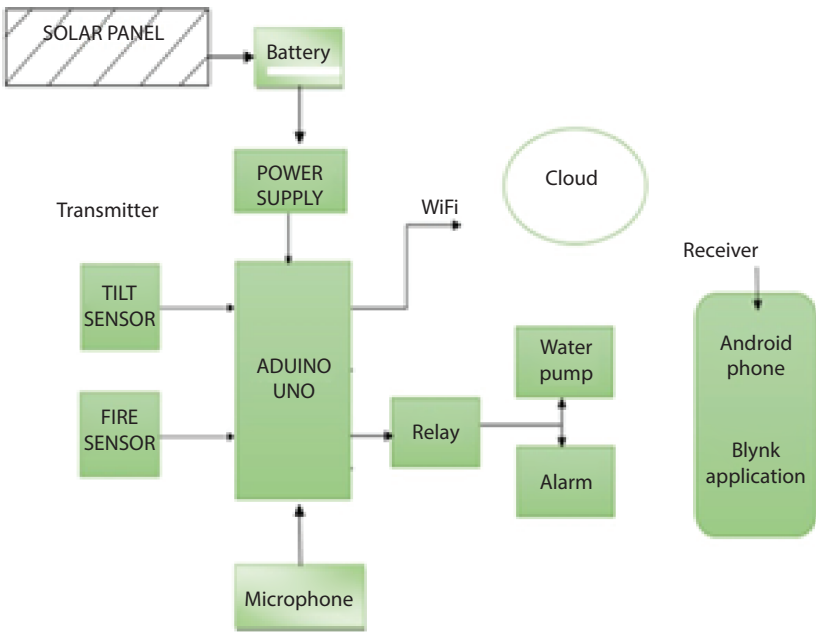 SOLAR PANEL
Battery
POWER
SUPPLY
Cloud
Transmitter
WiFi
Receiver
TILT
SENSOR
ADUINO
UNO
Water
pump
Android
phone
FIRE
SENSOR
Relay
Blynk
application
Alarm
Microphone